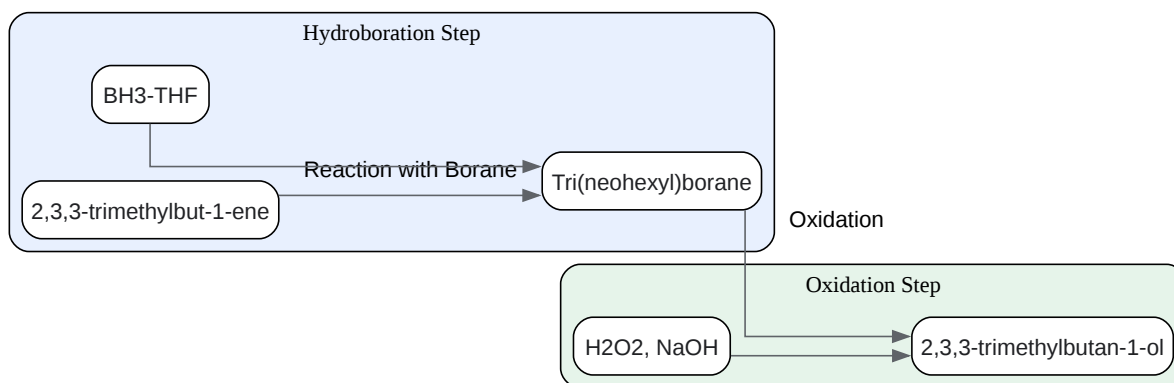 Hydroboration Step
BH3-THF
Reaction with Borane
Tri(neohexyl)borane
2,3,3-trimethylbut-1-ene
Oxidation
Oxidation Step
H2O2, NaOH
2,3,3-trimethylbutan-1-ol